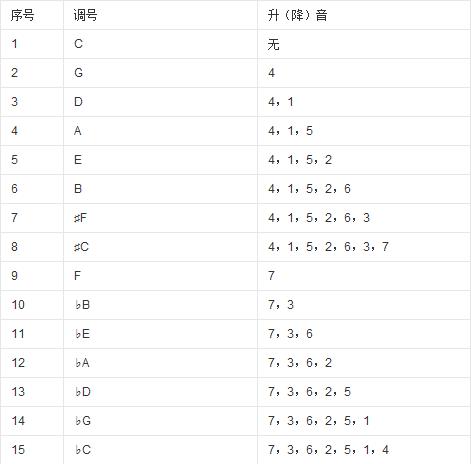 序号 调号 升（降）音
1 C 无
2 G 4
3 D 4，1
4 A 4，1，5
5 E 4，1，5，2
6 B 4，1，5，2，6
7 ♯F 4，1，5，2，6，3
8 ♯C 4，1，5，2，6，3，7
9 F 7
10 ♭B 7，3
11 ♭E 7，3，6
12 ♭A 7，3，6，2
13 ♭D 7，3，6，2，5
14 ♭G 7，3，6，2，5，1
15 ♭C 7，3，6，2，5，1，4